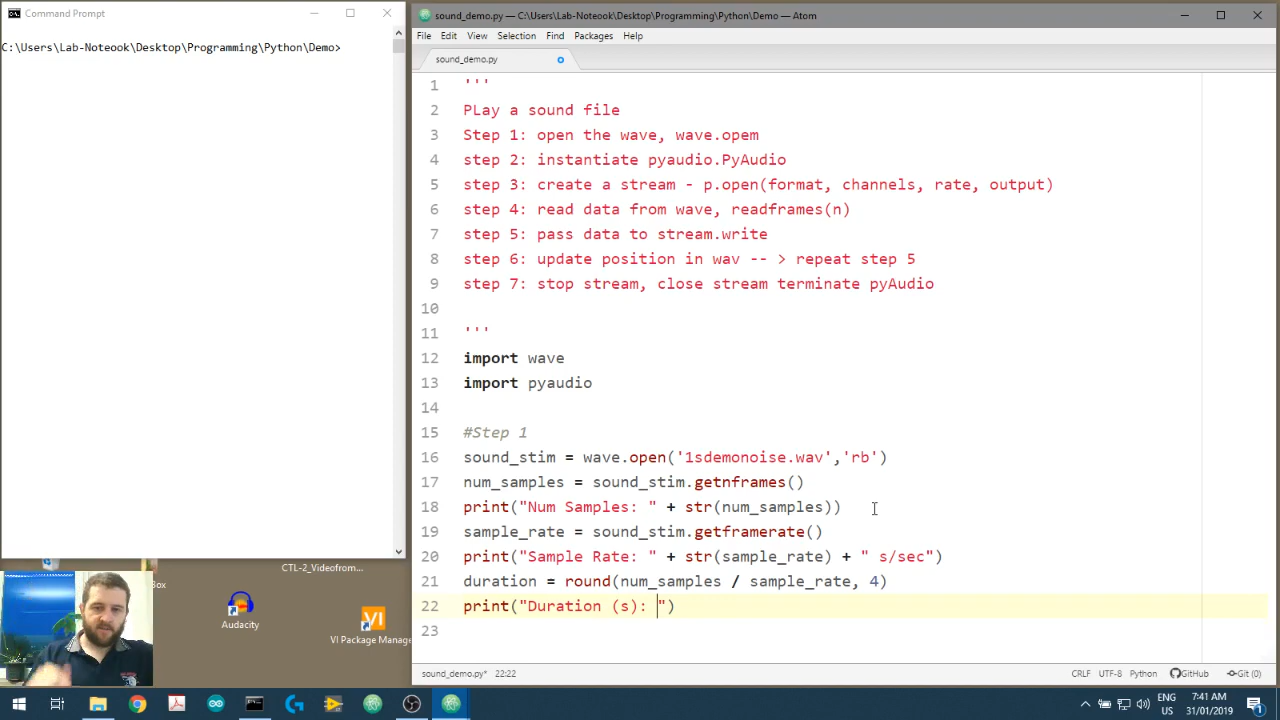 Command Prompt
C:\Users\Lab-Noteook\Desktop\Programming\Python\Demo>
sound_demo.py — C:\Users\Lab-Noteook\Desktop\Programming\Python\Demo — Atom
File Edit View Selection Find Packages Help
sound_demo.py
1 '''
2 PLay a sound file
3 Step 1: open the wave, wave.opem
4 step 2: instantiate pyaudio.PyAudio
5 step 3: create a stream - p.open(format, channels, rate, output)
6 step 4: read data from wave, readframes(n)
7 step 5: pass data to stream.write
8 step 6: update position in wav -- > repeat step 5
9 step 7: stop stream, close stream terminate pyAudio
10
11 '''
12 import wave
13 import pyaudio
14
15 #Step 1
16 sound_stim = wave.open('1sdemonoise.wav','rb')
17 num_samples = sound_stim.getnframes()
18 print("Num Samples: " + str(num_samples))
19 sample_rate = sound_stim.getframerate()
20 print("Sample Rate: " + str(sample_rate) + " s/sec")
21 duration = round(num_samples / sample_rate, 4)
22 print("Duration (s): ")
23
CTL-2_Videofrom...
Box
Audacity
VI Package Manage
sound_demo.py* 22:22
CRLF UTF-8 Python GitHub Git (0)
ENG
US
7:41 AM
31/01/2019